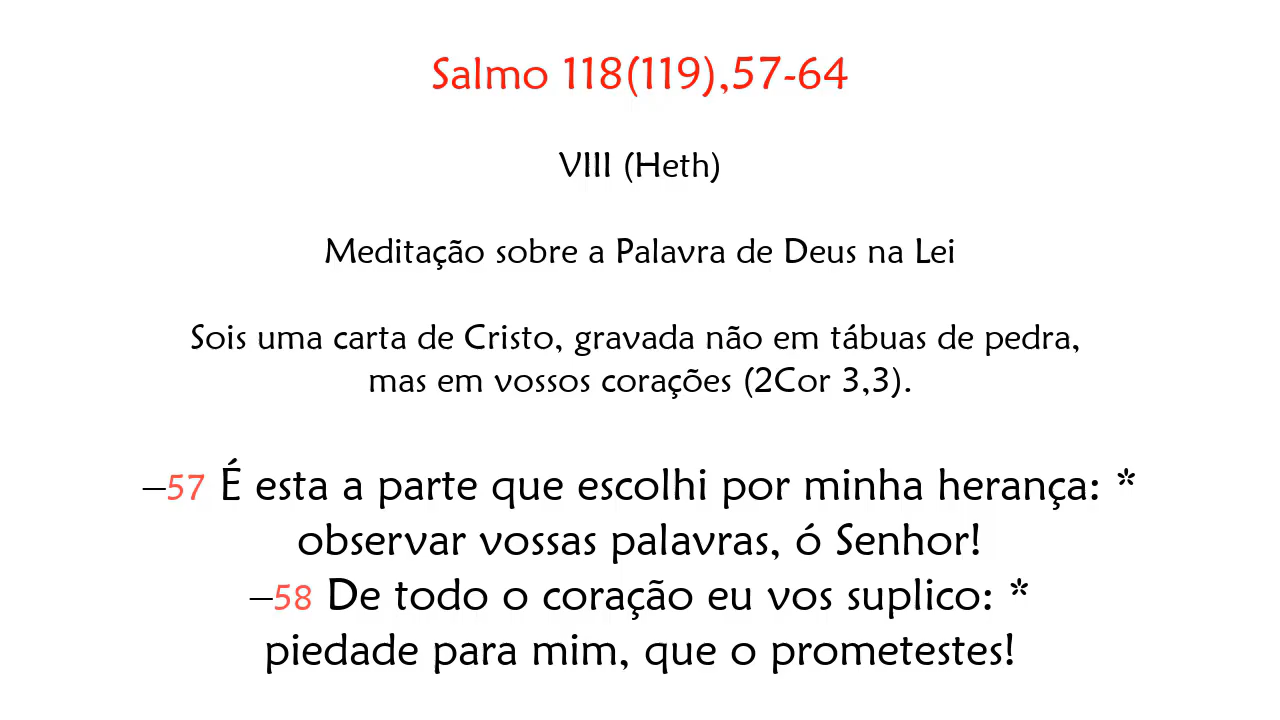 Salmo 118(119),57-64
VIII (Heth)
Meditação sobre a Palavra de Deus na Lei
Sois uma carta de Cristo, gravada não em tábuas de pedra,
mas em vossos corações (2Cor 3,3).
–57 É esta a parte que escolhi por minha herança: *
observar vossas palavras, ó Senhor!
–58 De todo o coração eu vos suplico: *
piedade para mim, que o prometestes!